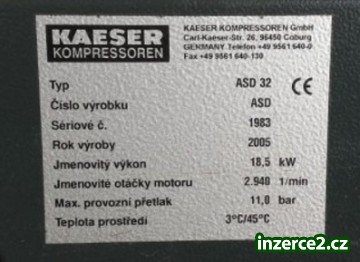 KAESER
KOMPRESSOREN
KAESER KOMPRESSOREN GmbH
Carl-Kaeser-Str. 26, 96450 Coburg
GERMANY Telefon +49 9561 640-0
Fax +49 9561 640-130
Typ ASD 32 CE
Číslo výrobku ASD
Sériové č. 1983
Rok výroby 2005
Jmenovitý výkon 18,5 kW
Jmenovité otáčky motoru 2.940 1/min
Max. provozní přetlak 11,0 bar
Teplota prostředí 3°C/45°C
inzerce2.cz